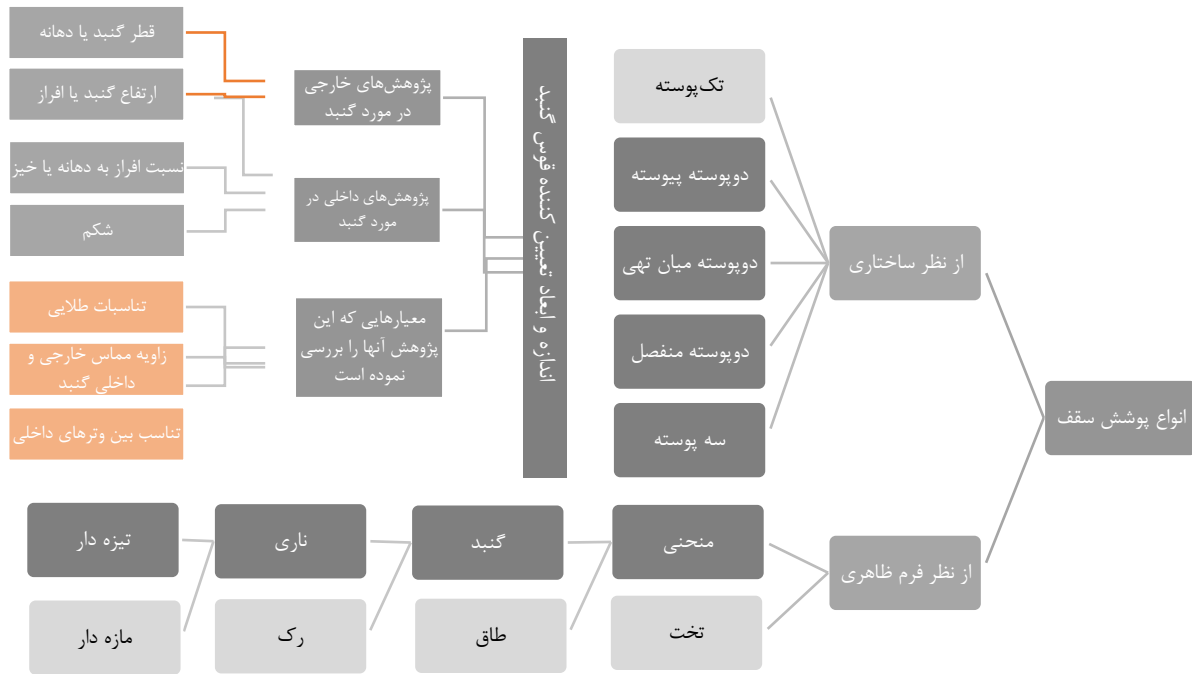 انواع پوشش سقف
از نظر ساختاری
تک‌پوسته
دوپوسته پیوسته
دوپوسته میان تهی
دوپوسته منفصل
سه پوسته
از نظر فرم ظاهری
منحنی
تخت
گنبد
طاق
ناری
رک
تیزه دار
مازه دار
اندازه و ابعاد تعیین کننده قوس گنبد
پژوهش‌های خارجی
در مورد گنبد
پژوهش‌های داخلی در
مورد گنبد
معیارهایی که این
پژوهش آنها را بررسی
نموده است
قطر گنبد یا دهانه
ارتفاع گنبد یا افراز
نسبت افراز به دهانه یا خیز
شکم
تناسبات طلایی
زاویه مماس خارجی و
داخلی گنبد
تناسب بین وترهای داخلی